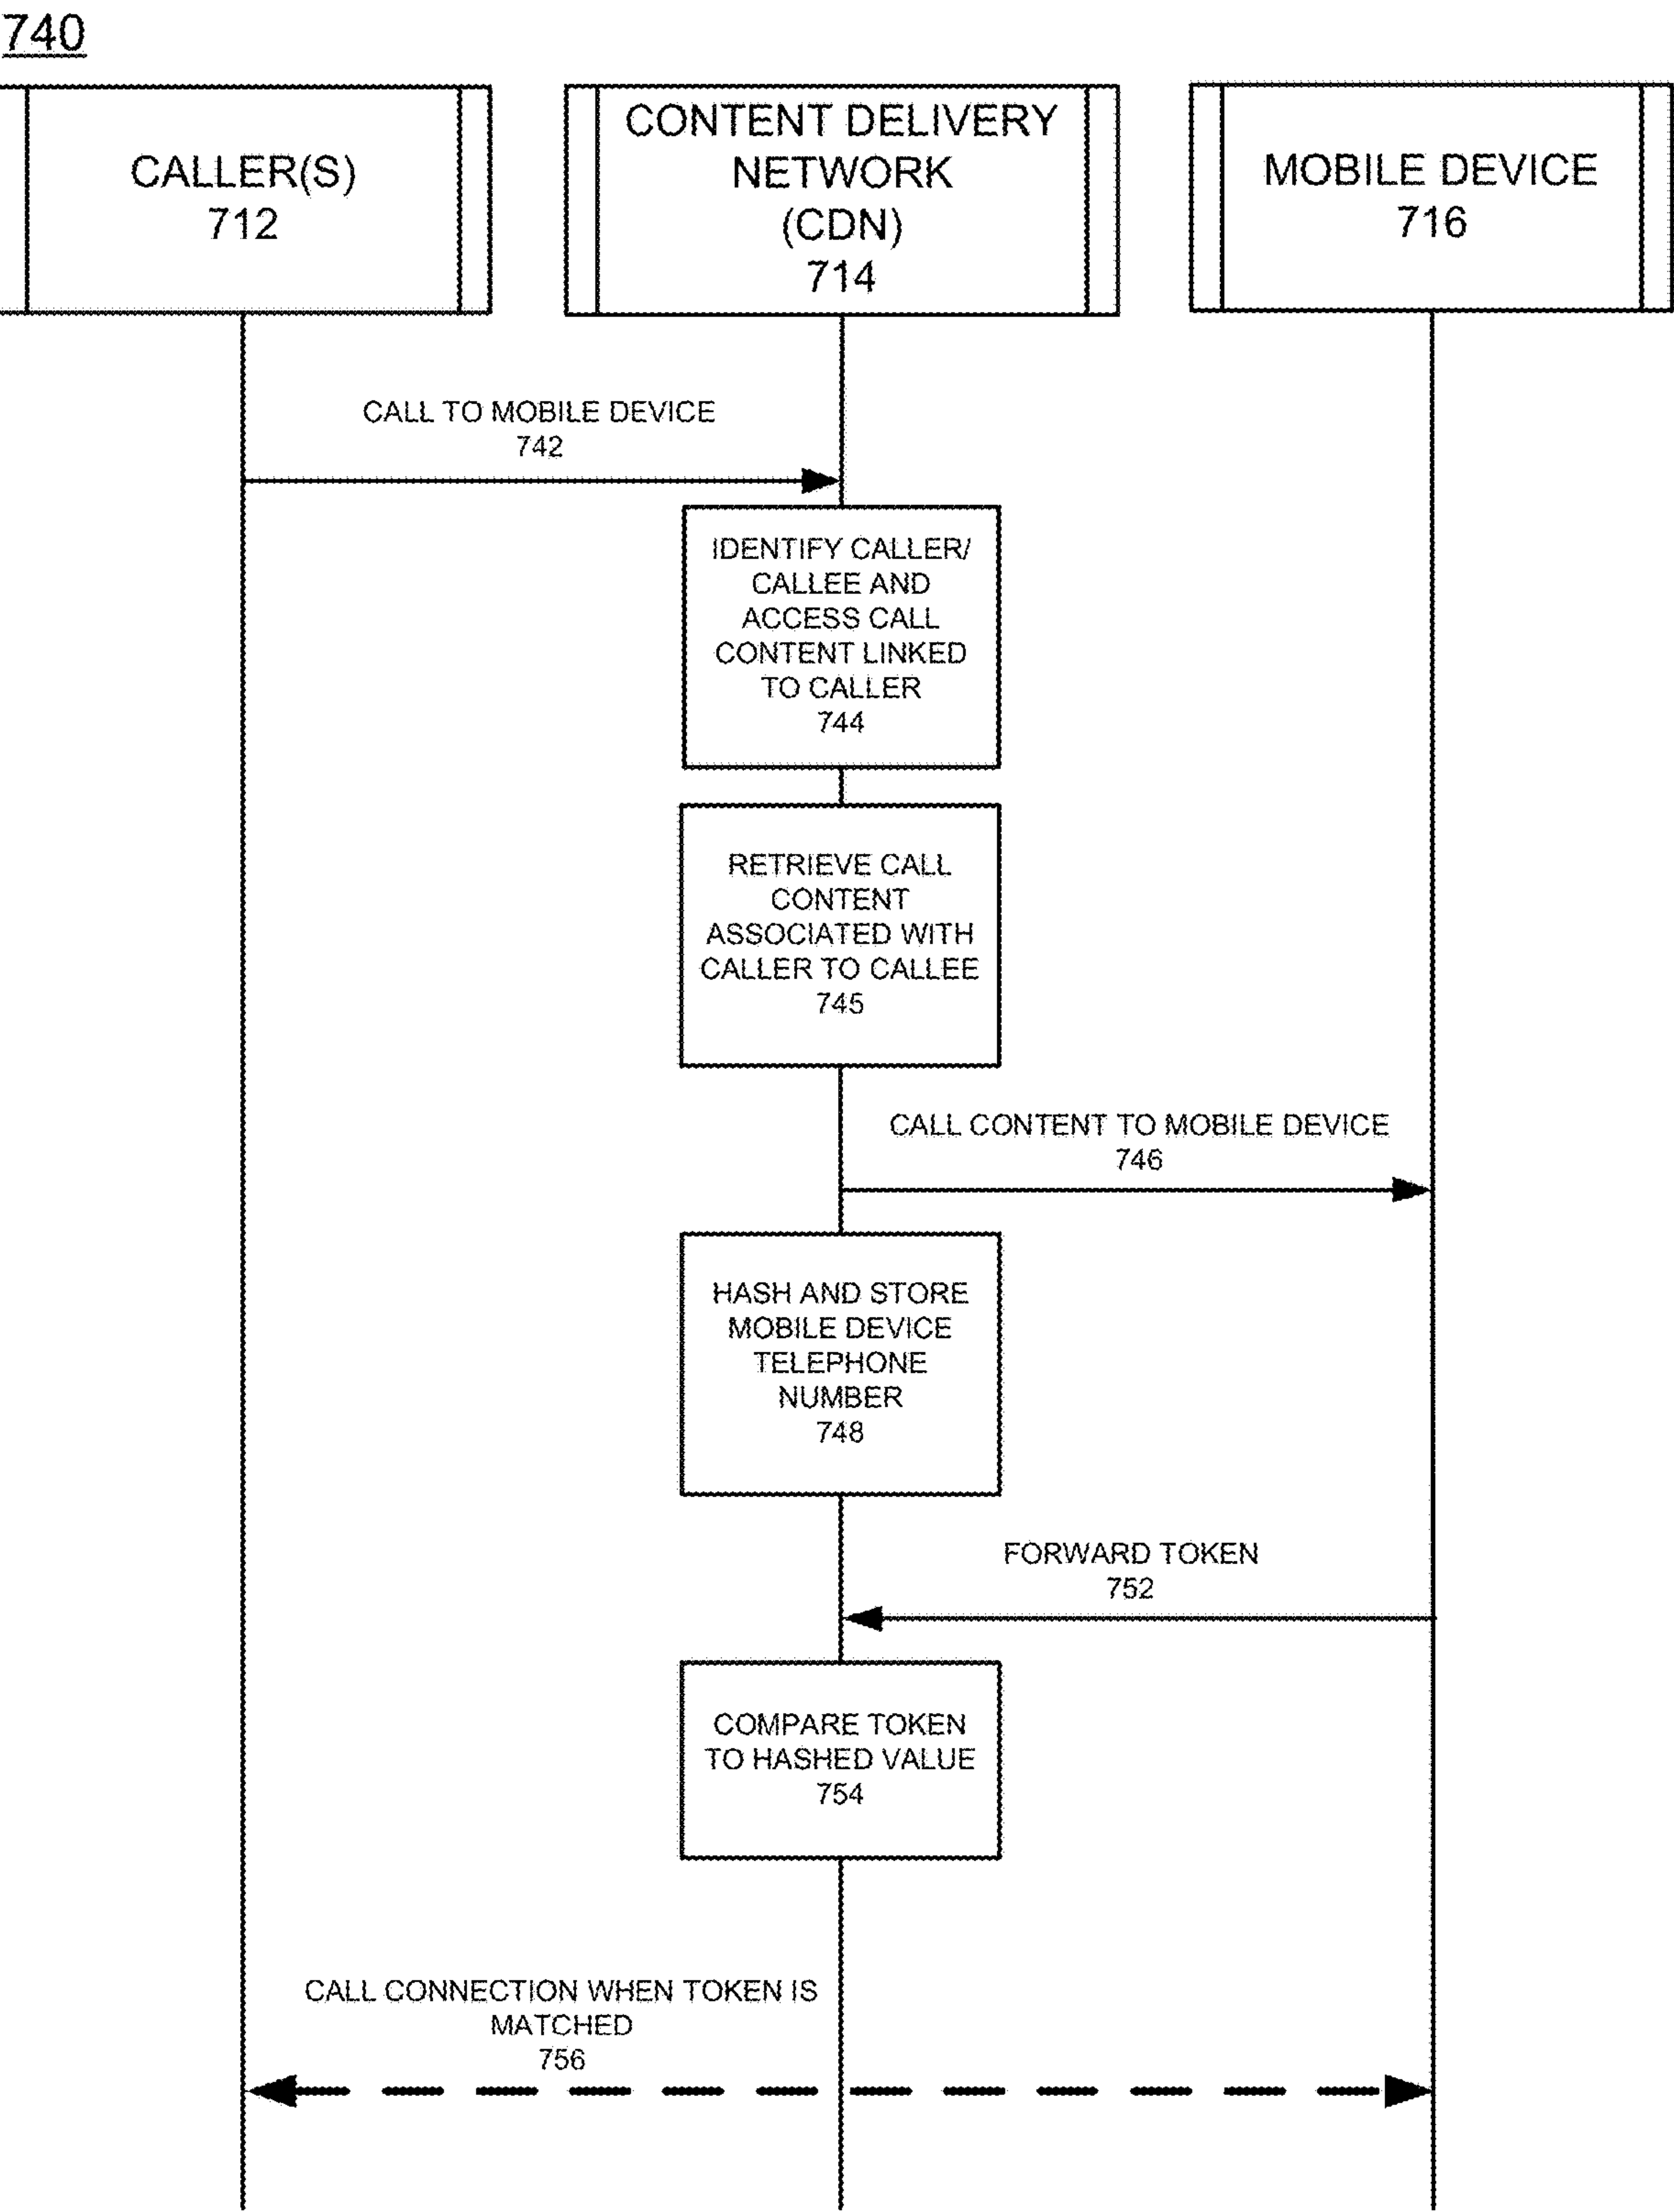 740
CALLER(S)
712
CONTENT DELIVERY
NETWORK
(CDN)
714
MOBILE DEVICE
716
CALL TO MOBILE DEVICE
742
IDENTIFY CALLER/
CALLEE AND
ACCESS CALL
CONTENT LINKED
TO CALLER
744
RETRIEVE CALL
CONTENT
ASSOCIATED WITH
CALLER TO CALLEE
745
CALL CONTENT TO MOBILE DEVICE
746
HASH AND STORE
MOBILE DEVICE
TELEPHONE
NUMBER
748
FORWARD TOKEN
752
COMPARE TOKEN
TO HASHED VALUE
754
CALL CONNECTION WHEN TOKEN IS
MATCHED
756